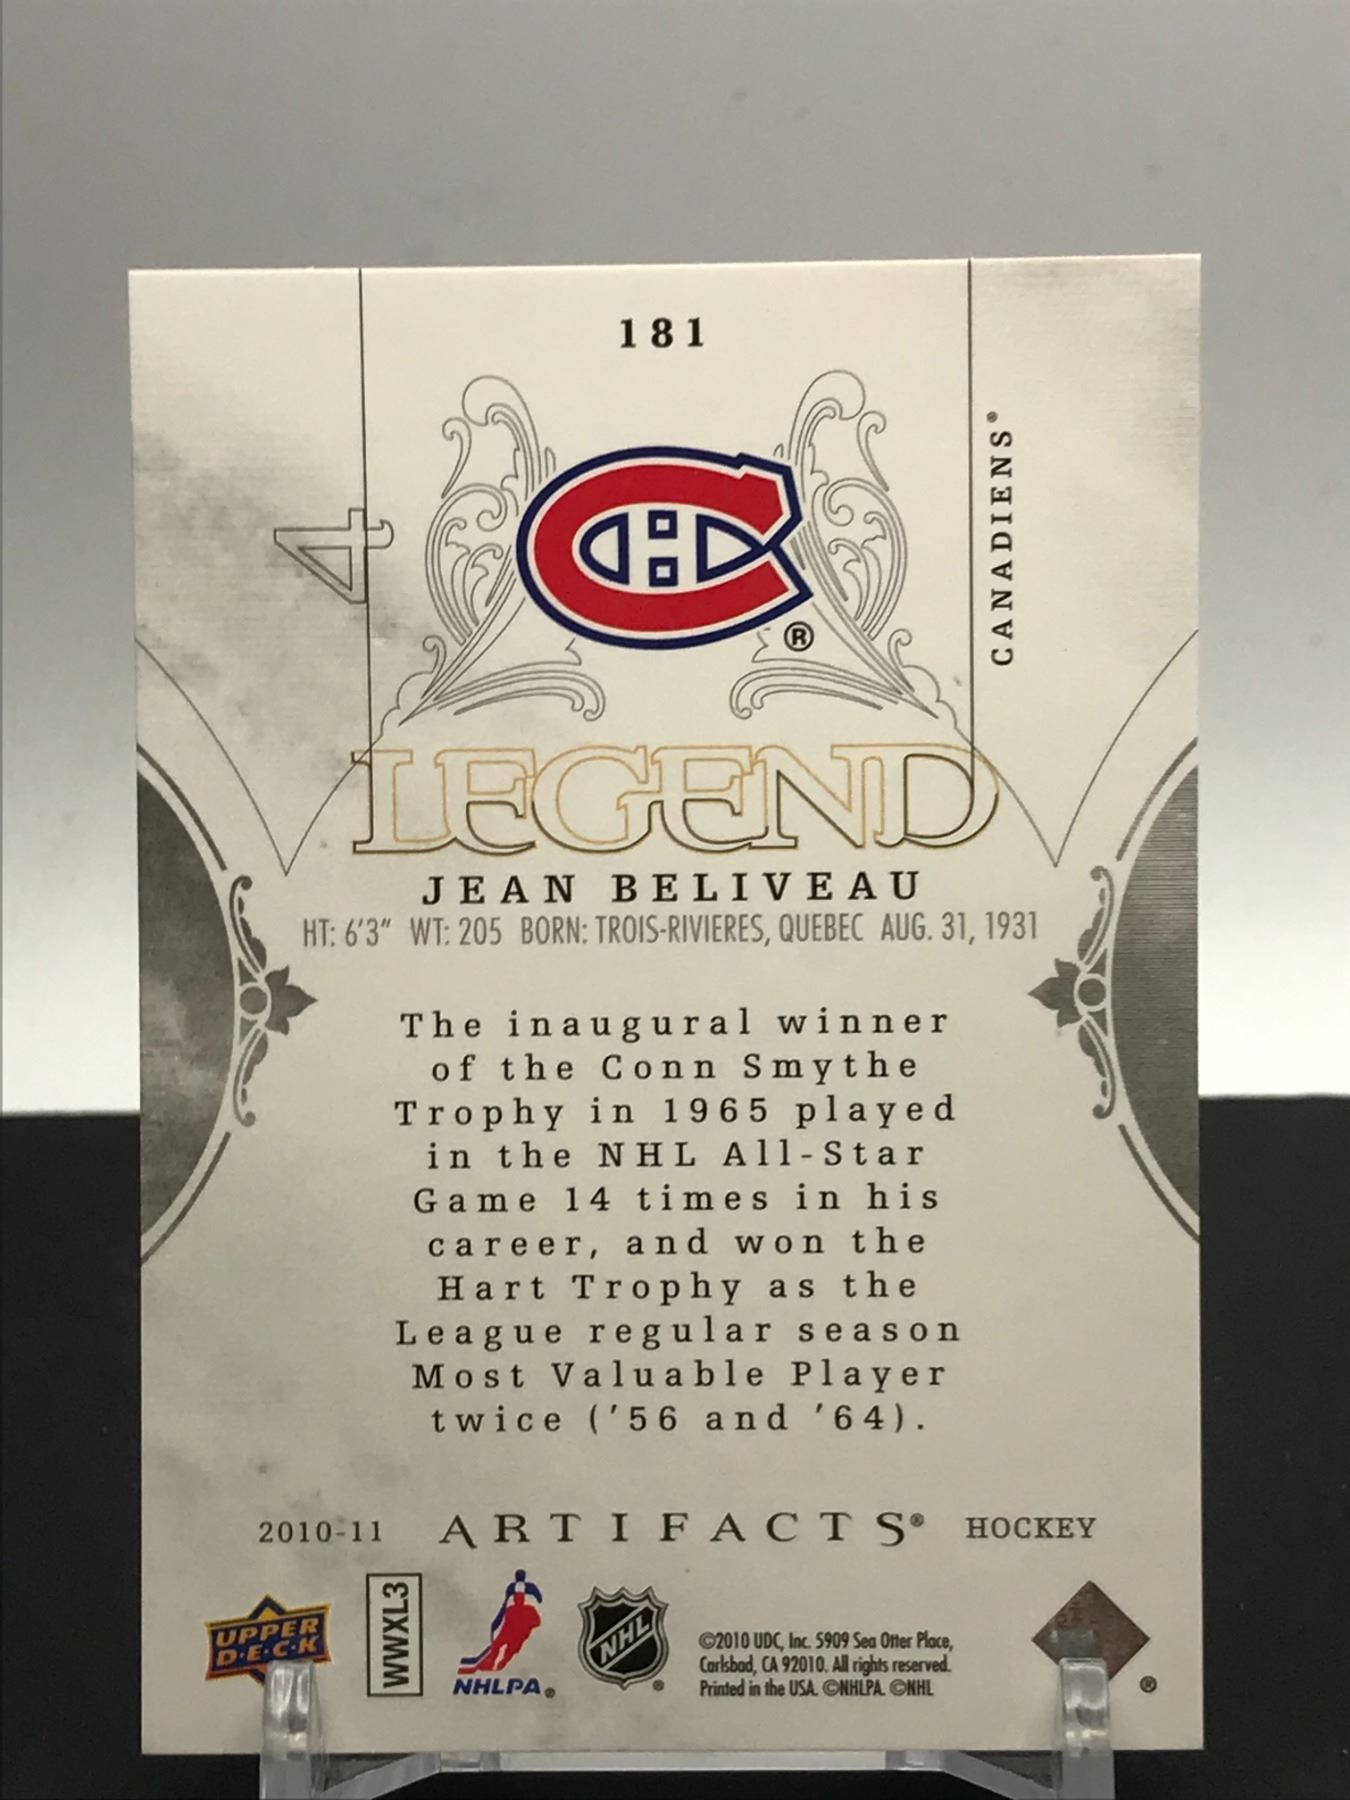 181
4
CANADIENS®
®
LEGEND
JEAN BELIVEAU
HT: 6'3" WT: 205 BORN: TROIS-RIVIERES, QUEBEC AUG. 31, 1931
The inaugural winner
of the Conn Smythe
Trophy in 1965 played
in the NHL All-Star
Game 14 times in his
career, and won the
Hart Trophy as the
League regular season
Most Valuable Player
twice ('56 and '64).
2010-11 ARTIFACTS® HOCKEY
UPPER
D·E·C·K
WWXL3
NHLPA®
NHL®
©2010 UDC, Inc. 5909 Sea Otter Place,
Carlsbad, CA 92010. All rights reserved.
Printed in the USA. ©NHLPA. ©NHL
®